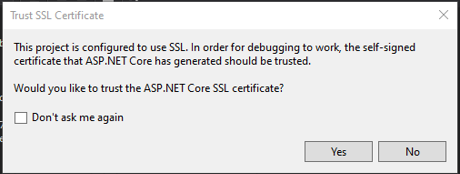 Trust SSL Certificate
This project is configured to use SSL. In order for debugging to work, the self-signed
certificate that ASP.NET Core has generated should be trusted.
Would you like to trust the ASP.NET Core SSL certificate?
Don't ask me again
Yes
No